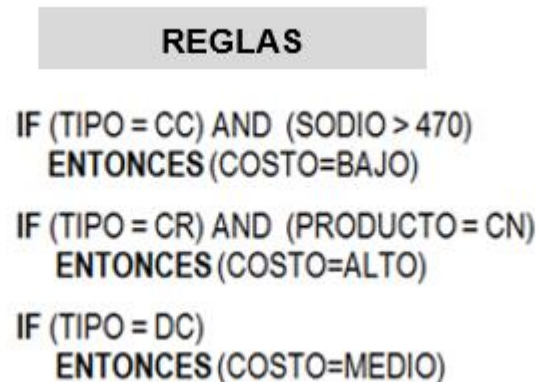 REGLAS
IF (TIPO = CC) AND (SODIO > 470)
ENTONCES (COSTO=BAJO)
IF (TIPO = CR) AND (PRODUCTO = CN)
ENTONCES (COSTO=ALTO)
IF (TIPO = DC)
ENTONCES (COSTO=MEDIO)